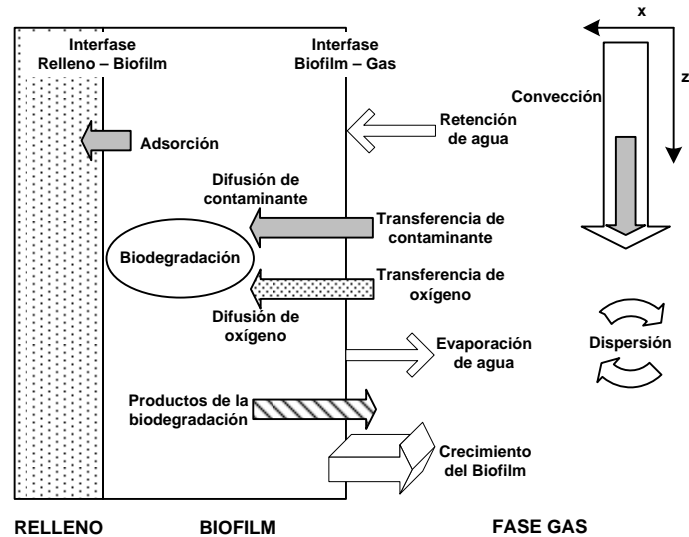 x
Interfase
Relleno – Biofilm
Interfase
Biofilm – Gas
z
Convección
Retención
de agua
Adsorción
Difusión de
contaminante
Transferencia de
contaminante
Biodegradación
Transferencia de
oxígeno
Difusión de
oxígeno
Evaporación
de agua
Dispersión
Productos de la
biodegradación
Crecimiento
del Biofilm
RELLENO
BIOFILM
FASE GAS